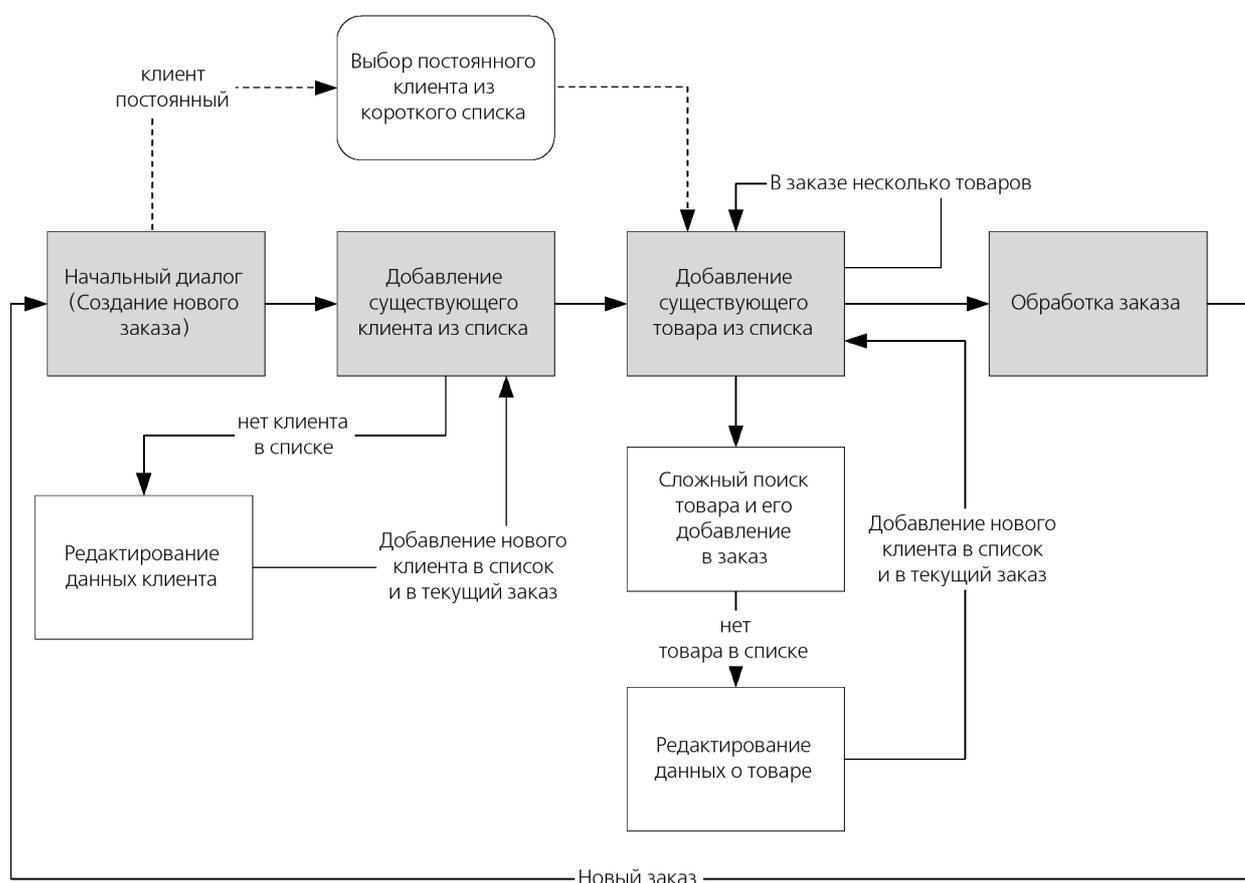 клиент
постоянный
Выбор постоянного
клиента из
короткого списка
В заказе несколько товаров
Начальный диалог
(Создание нового
заказа)
Добавление
существующего
клиента из списка
Добавление
существующего
товара из списка
Обработка заказа
нет клиента
в списке
Редактирование
данных клиента
Добавление нового
клиента в список
и в текущий заказ
Сложный поиск
товара и его
добавление
в заказ
Добавление нового
клиента в список
и в текущий заказ
нет
товара в списке
Редактирование
данных о товаре
Новый заказ